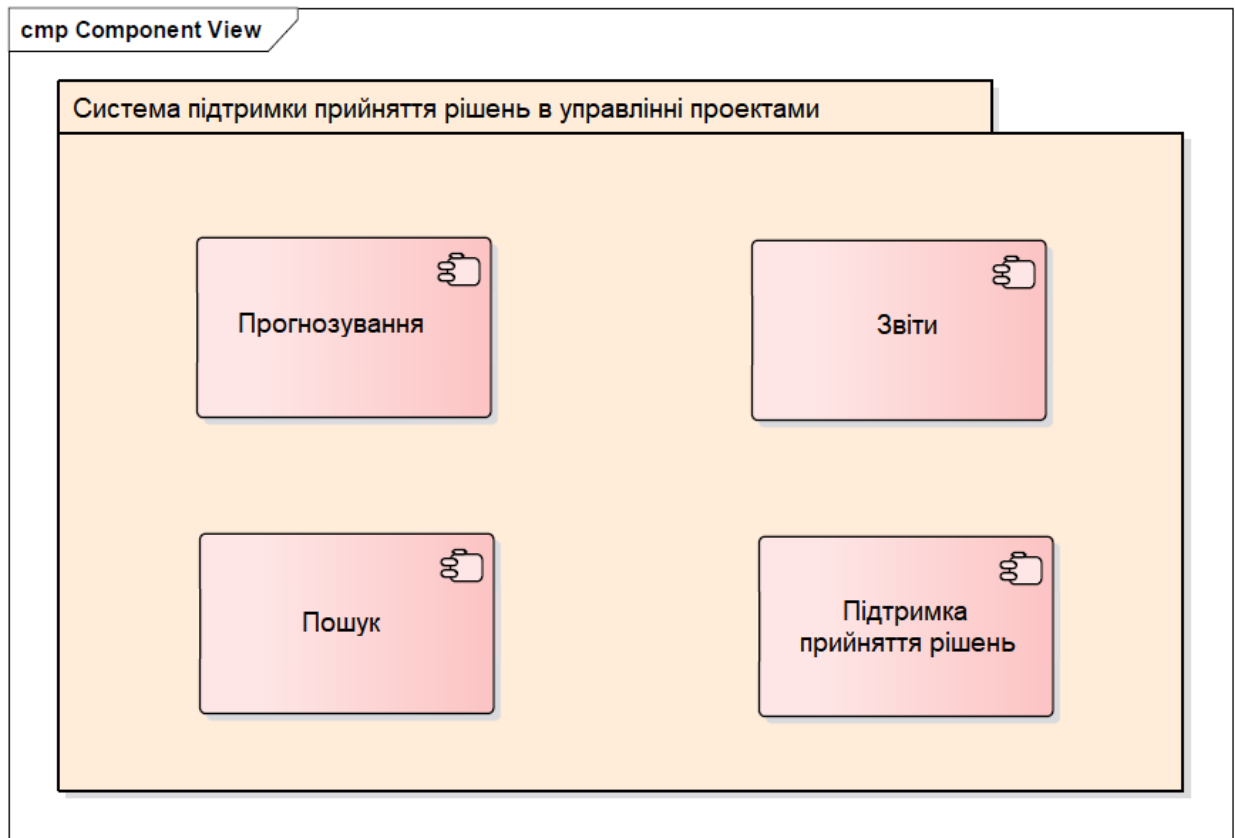 cmp Component View
Система підтримки прийняття рішень в управлінні проектами
Прогнозування
Звіти
Пошук
Підтримка
прийняття рішень